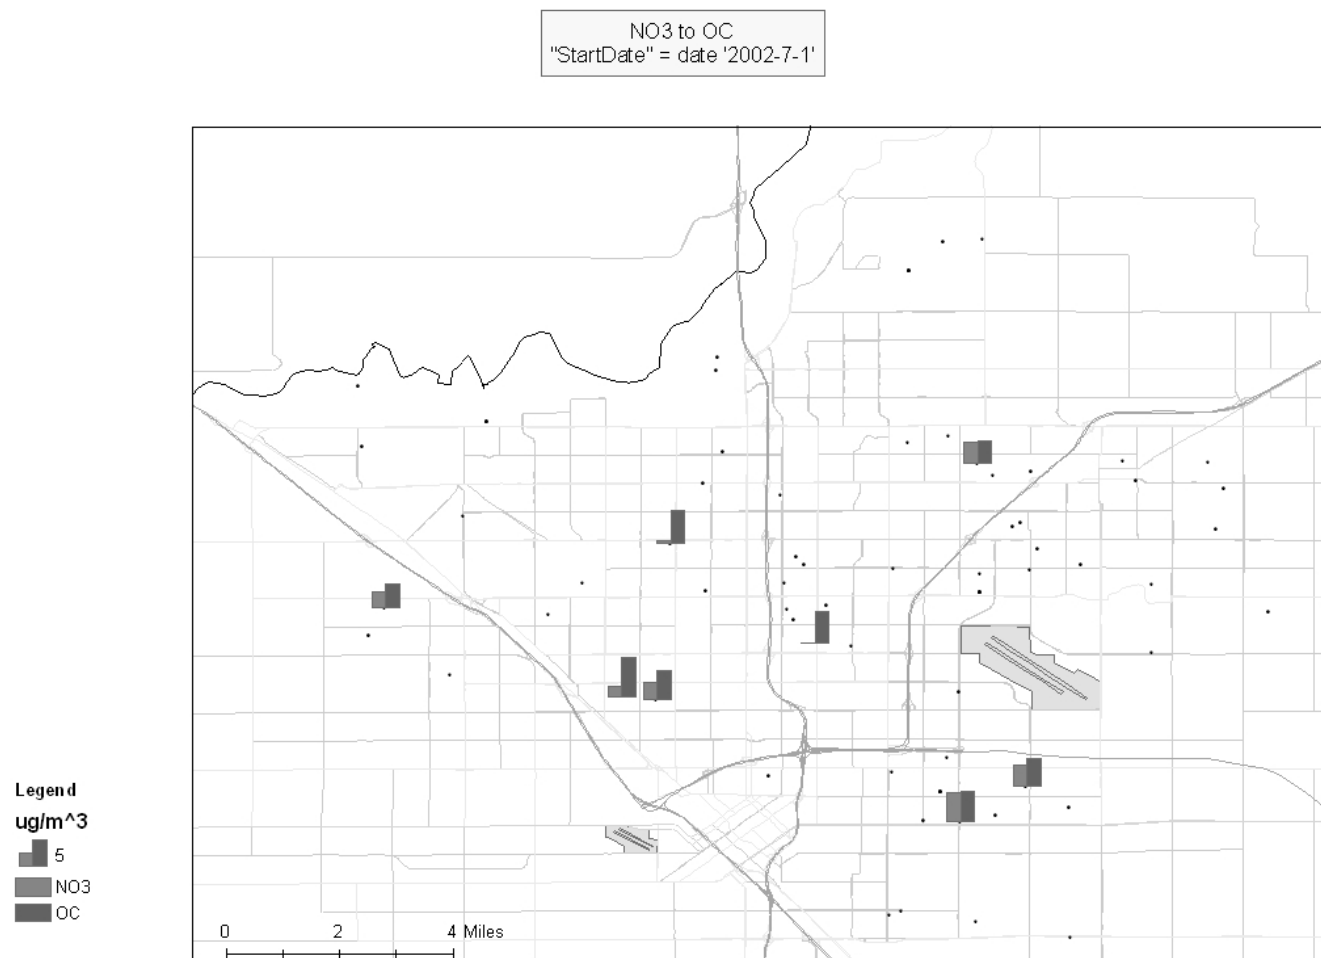 NO3 to OC
"StartDate" = date '2002-7-1'
Legend
ug/m^3
5
NO3
OC
0 2 4 Miles